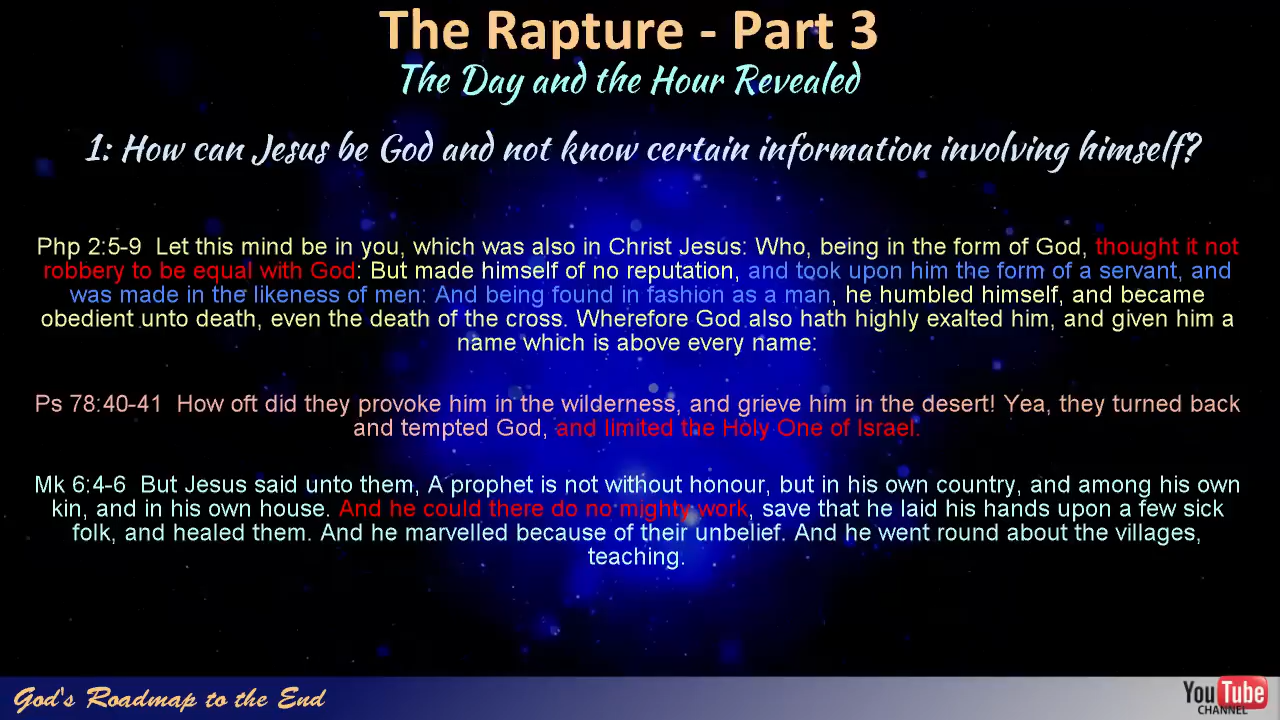 The Rapture - Part 3
The Day and the Hour Revealed
1: How can Jesus be God and not know certain information involving himself?
Php 2:5-9  Let this mind be in you, which was also in Christ Jesus: Who, being in the form of God, thought it not
robbery to be equal with God: But made himself of no reputation, and took upon him the form of a servant, and
was made in the likeness of men: And being found in fashion as a man, he humbled himself, and became
obedient unto death, even the death of the cross. Wherefore God also hath highly exalted him, and given him a
name which is above every name:
Ps 78:40-41  How oft did they provoke him in the wilderness, and grieve him in the desert! Yea, they turned back
and tempted God, and limited the Holy One of Israel.
Mk 6:4-6  But Jesus said unto them, A prophet is not without honour, but in his own country, and among his own
kin, and in his own house. And he could there do no mighty work, save that he laid his hands upon a few sick
folk, and healed them. And he marvelled because of their unbelief. And he went round about the villages,
teaching.
God's Roadmap to the End
YouTube
CHANNEL